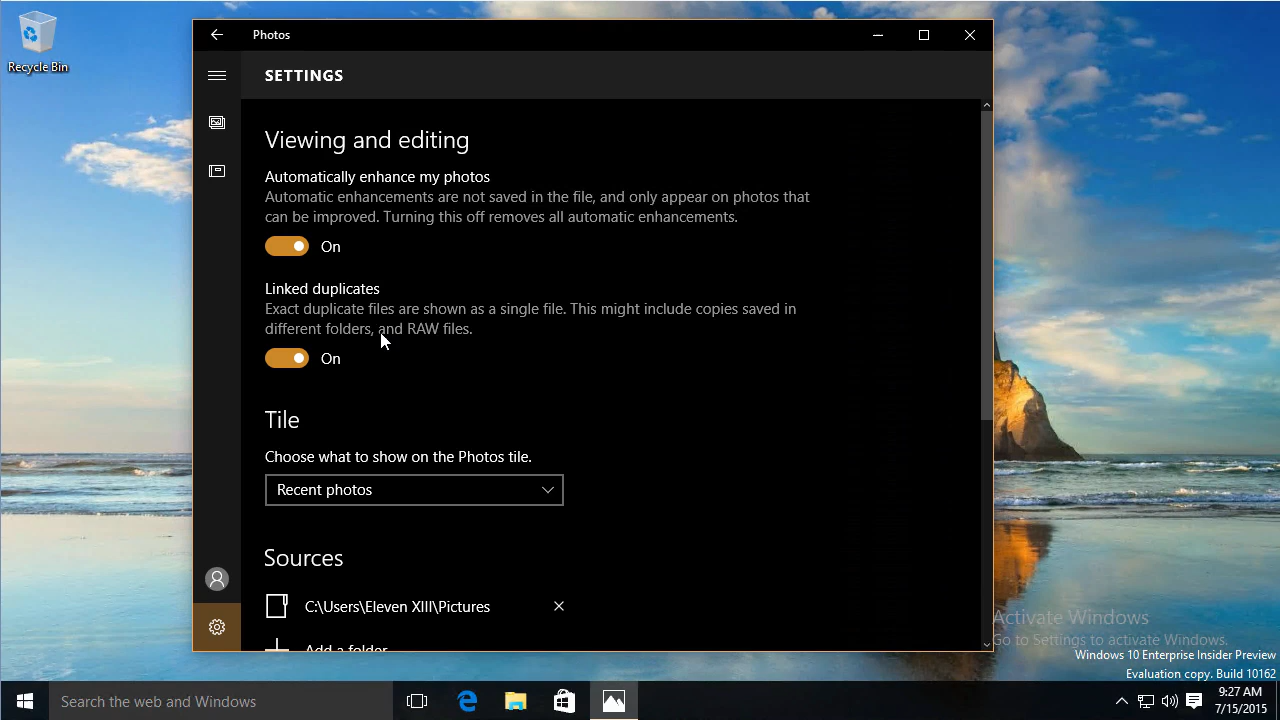 Recycle Bin
Photos
SETTINGS
Viewing and editing
Automatically enhance my photos
Automatic enhancements are not saved in the file, and only appear on photos that
can be improved. Turning this off removes all automatic enhancements.
On
Linked duplicates
Exact duplicate files are shown as a single file. This might include copies saved in
different folders, and RAW files.
On
Tile
Choose what to show on the Photos tile.
Recent photos
Sources
C:\Users\Eleven XIII\Pictures
Add a folder
Activate Windows
Go to Settings to activate Windows.
Windows 10 Enterprise Insider Preview
Evaluation copy. Build 10162
Search the web and Windows
9:27 AM
7/15/2015